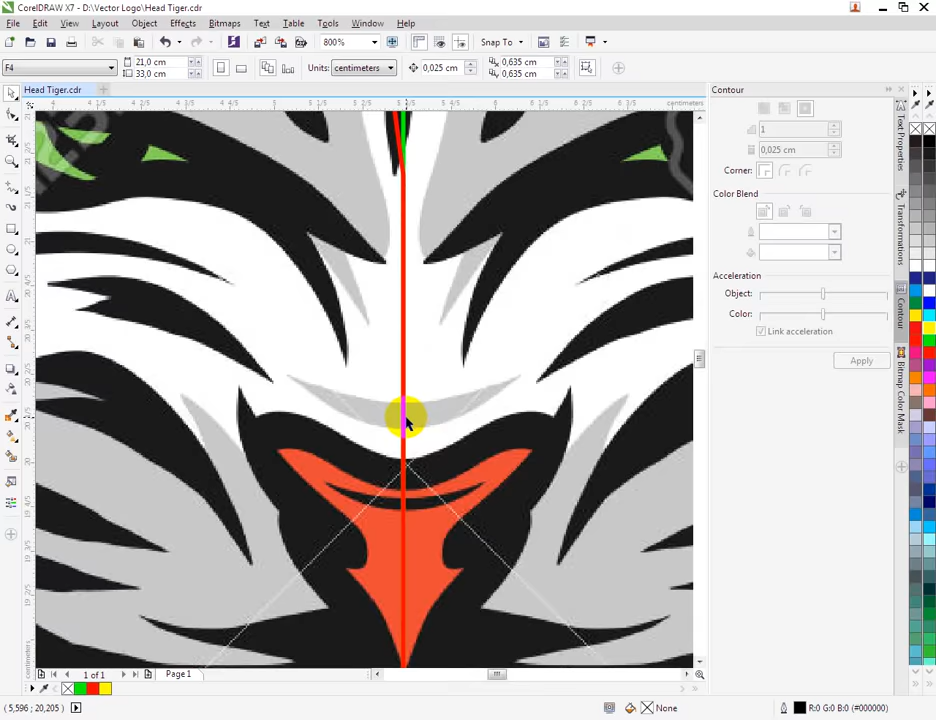 CorelDRAW X7 - D:\Vector Logo\Head Tiger.cdr
File Edit View Layout Object Effects Bitmaps Text Table Tools Window Help
800% Snap To
F4 21,0 cm 33,0 cm Units: centimeters 0,025 cm 0,635 cm 0,635 cm
Head Tiger.cdr
centimeters
Contour
1
0,025 cm
Corner:
Color Blend
Acceleration
Object:
Color:
Link acceleration
Apply
Text Properties
Transformations
Contour
Bitmap Color Mask
centimeters
1 of 1 Page 1
( 5,596 ; 20,205 ) None R:0 G:0 B:0 (#000000)